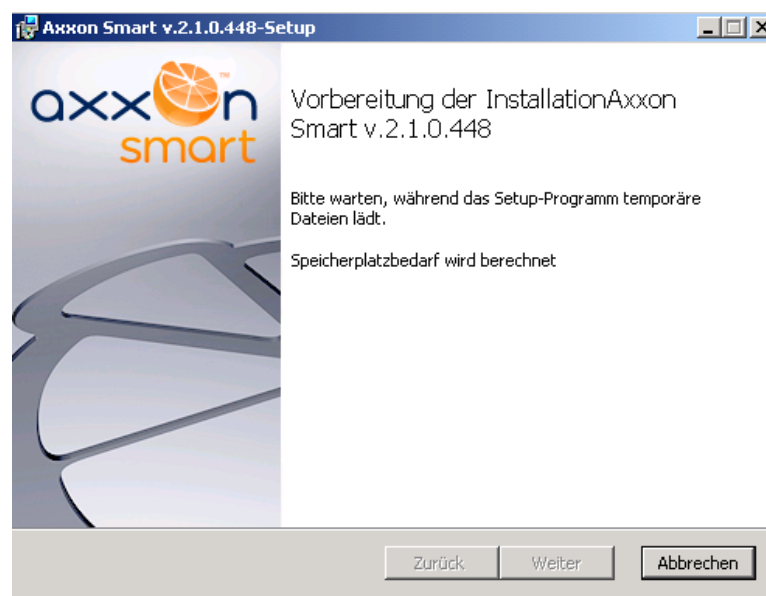 Axxon Smart v.2.1.0.448-Setup
axxon™
smart
Vorbereitung der InstallationAxxon
Smart v.2.1.0.448
Bitte warten, während das Setup-Programm temporäre
Dateien lädt.
Speicherplatzbedarf wird berechnet
Zurück
Weiter
Abbrechen